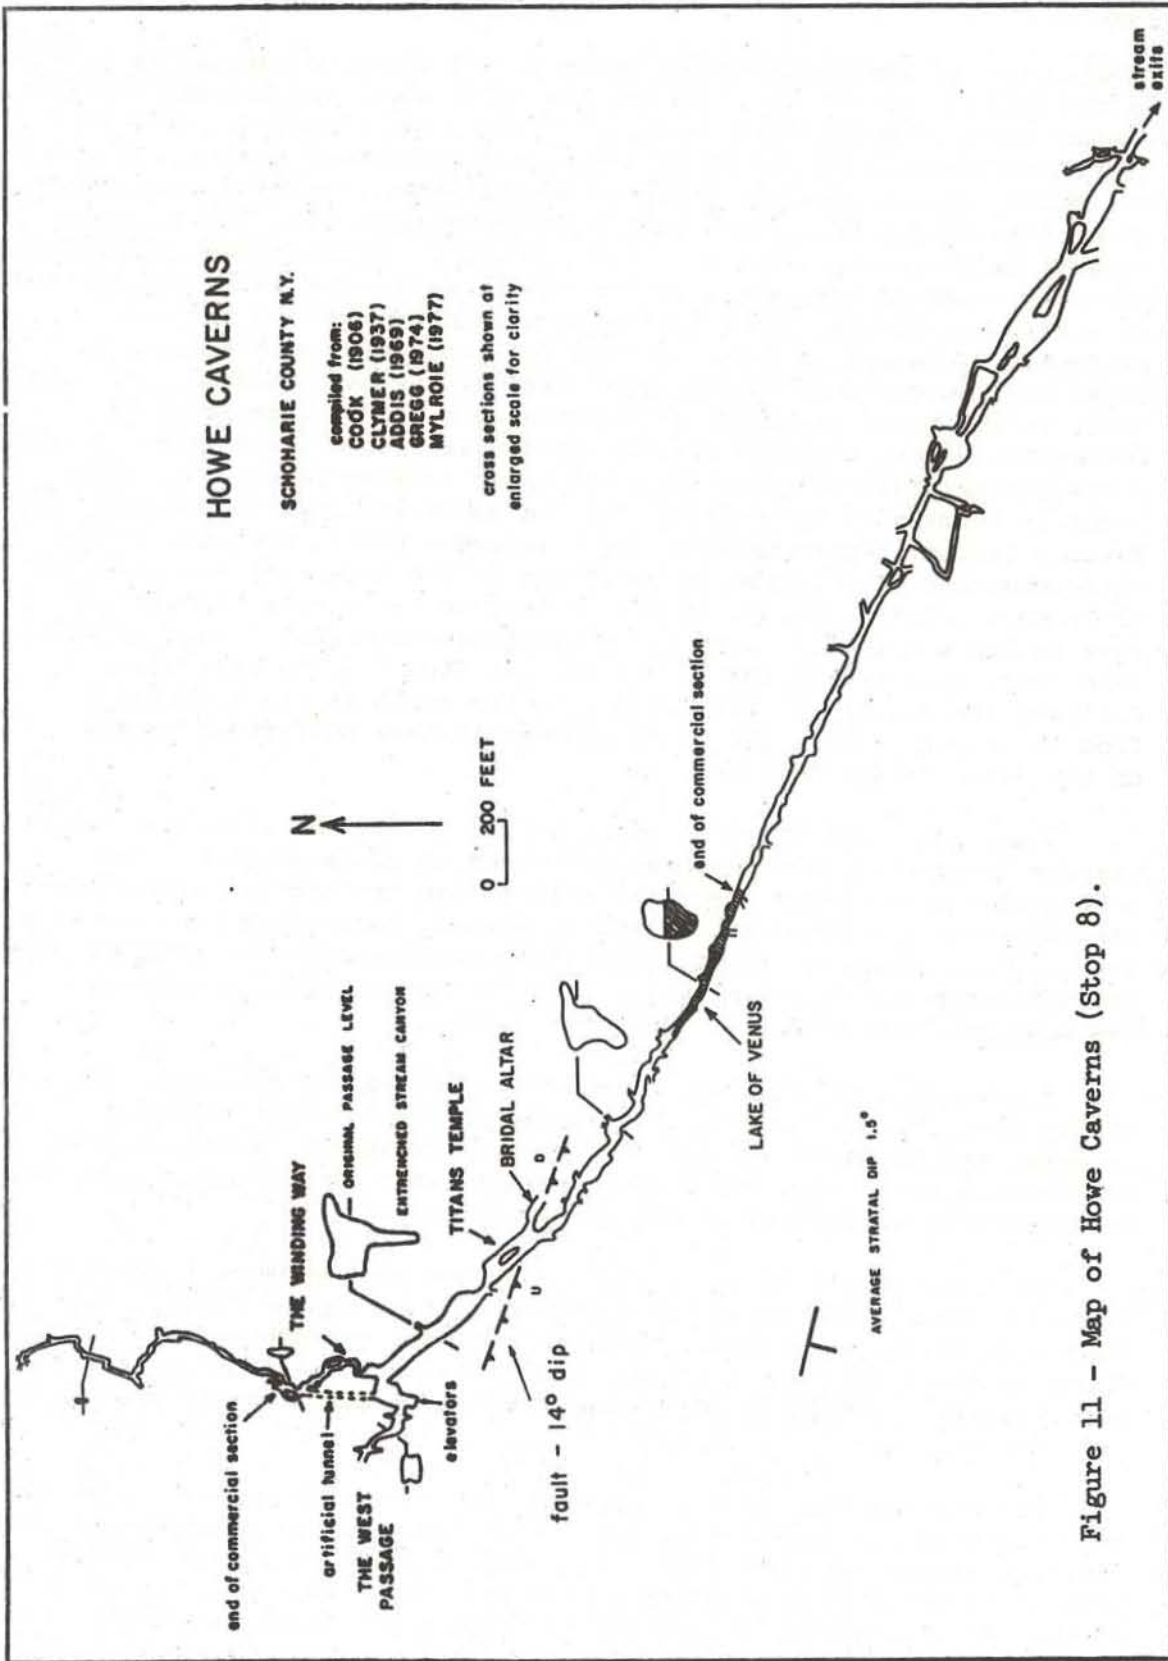 HOWE CAVERNS
SCHOHARIE COUNTY N.Y.
compiled from:
COOK (1906)
CLYMER (1937)
ADDIS (1969)
GREGG (1974)
MYLROIE (1977)
cross sections shown at
enlarged scale for clarity
N
0 200 FEET
end of commercial section
artificial tunnel
THE WEST
PASSAGE
elevators
THE WINDING WAY
ORIGINAL PASSAGE LEVEL
ENTRENCHED STREAM CANYON
TITANS TEMPLE
BRIDAL ALTAR
D
U
fault - 14° dip
LAKE OF VENUS
end of commercial section
AVERAGE STRATAL DIP 1.5°
stream
exits
Figure 11 - Map of Howe Caverns (Stop 8).